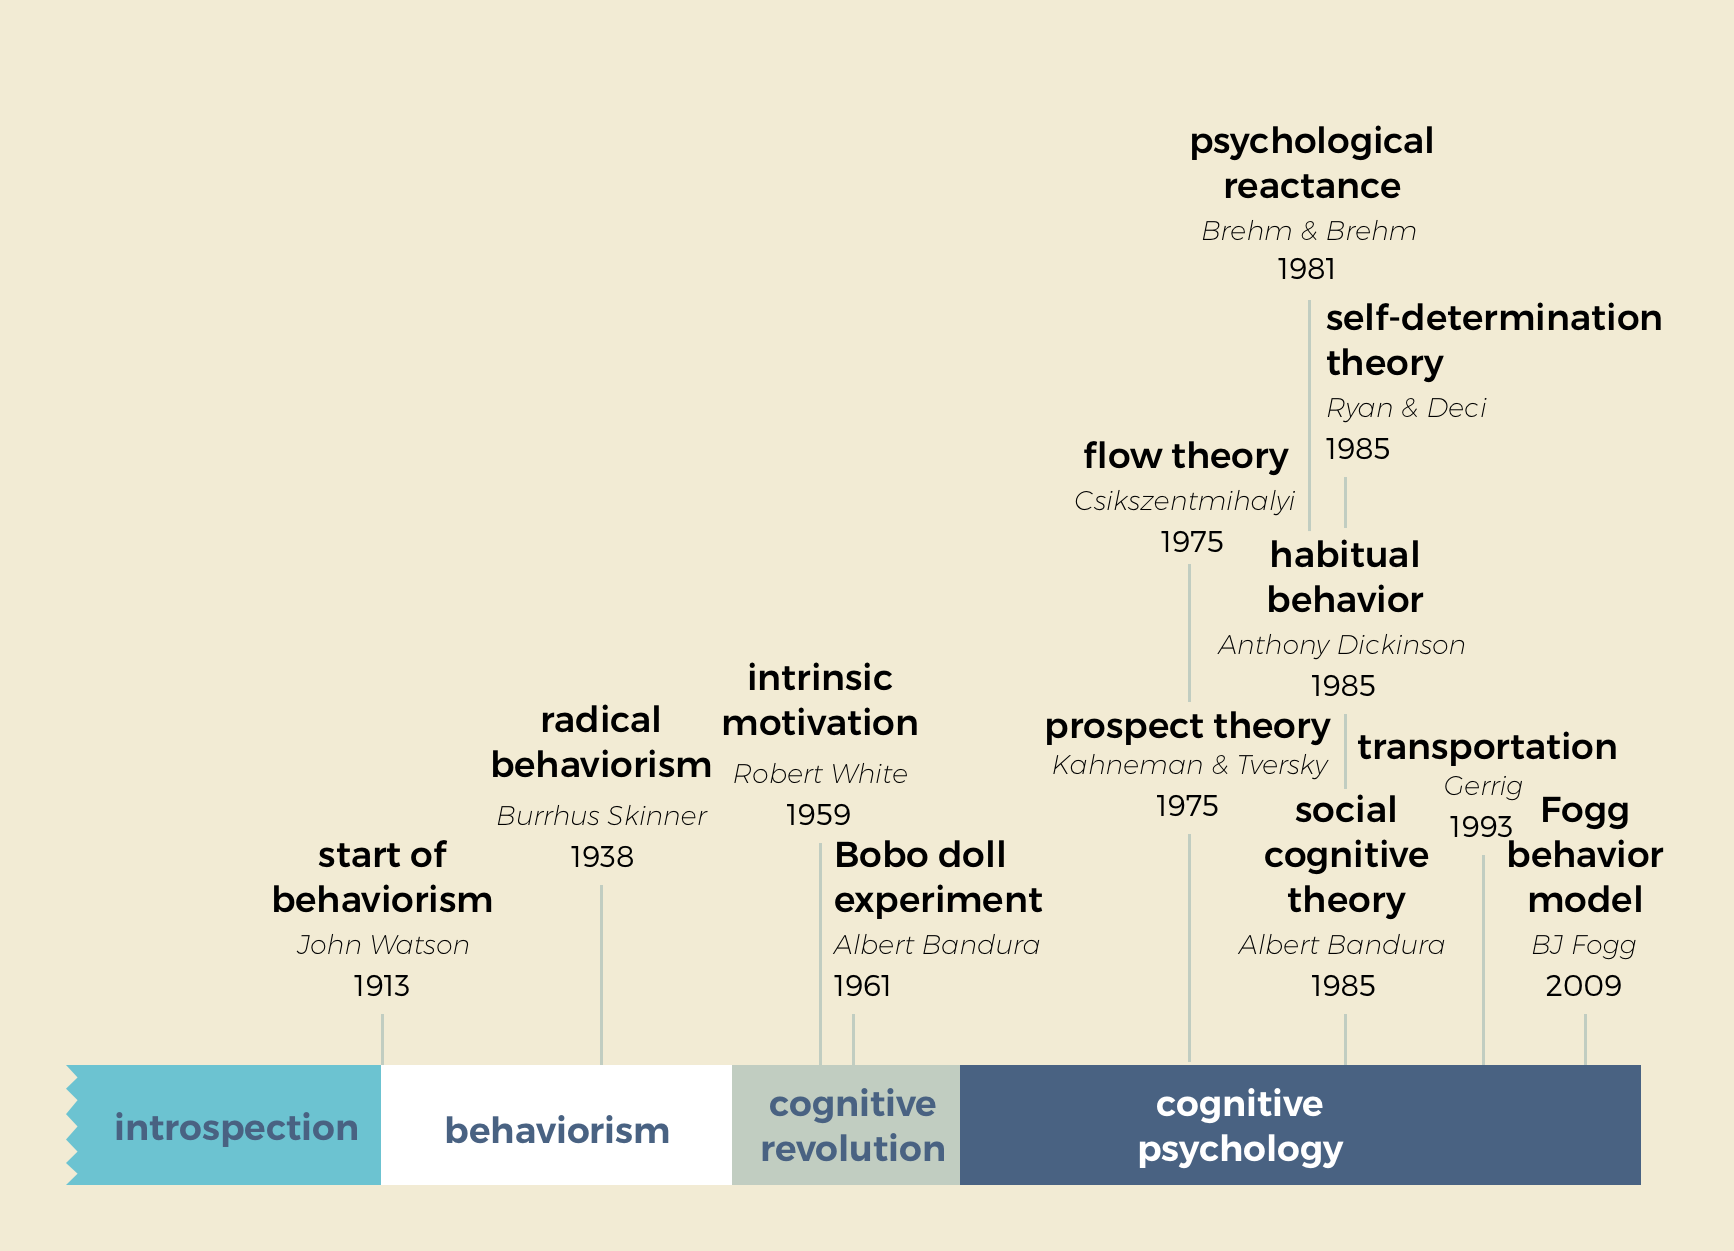 psychological
reactance
Brehm & Brehm
1981
self-determination
theory
Ryan & Deci
1985
flow theory
Csikszentmihalyi
1975
habitual
behavior
Anthony Dickinson
1985
intrinsic
motivation
Robert White
1959
radical
behaviorism
Burrhus Skinner
1938
prospect theory
Kahneman & Tversky
1975
transportation
Gerrig
1993
start of
behaviorism
John Watson
1913
Bobo doll
experiment
Albert Bandura
1961
social
cognitive
theory
Albert Bandura
1985
Fogg
behavior
model
BJ Fogg
2009
introspection
behaviorism
cognitive
revolution
cognitive
psychology